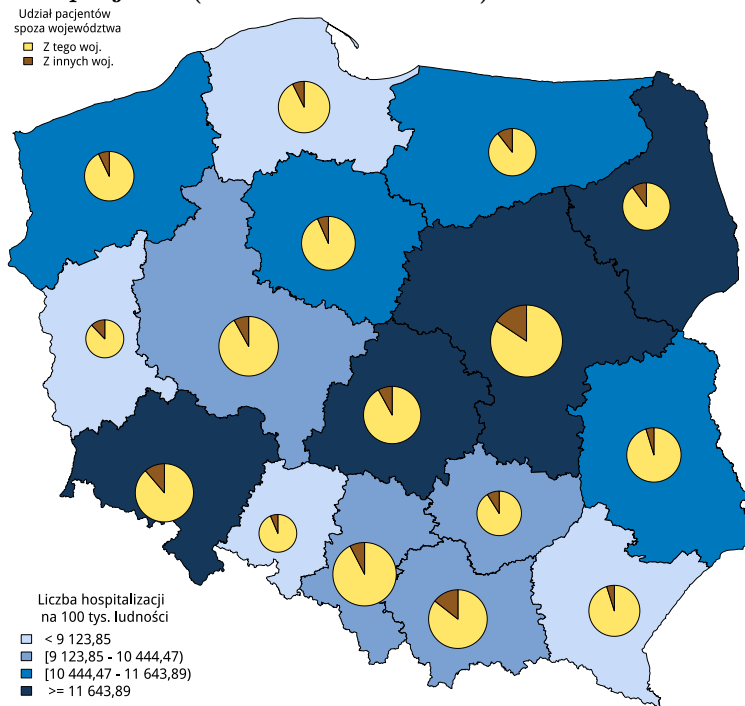 Udział pacjentów
spoza województwa
Z tego woj.
Z innych woj.
Liczba hospitalizacji
na 100 tys. ludności
< 9 123,85
[9 123,85 - 10 444,47)
[10 444,47 - 11 643,89)
>= 11 643,89